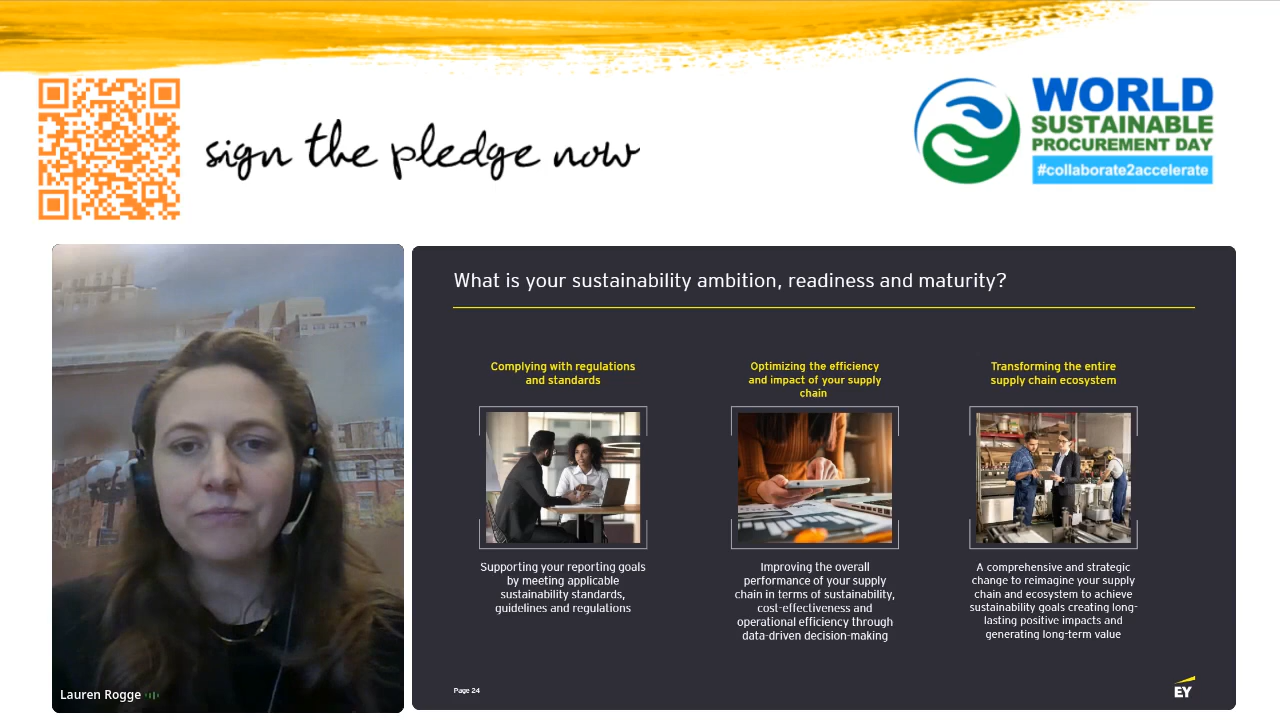 sign the pledge now
WORLD
SUSTAINABLE
PROCUREMENT DAY
#collaborate2accelerate
Lauren Rogge
What is your sustainability ambition, readiness and maturity?
Complying with regulations
and standards
Supporting your reporting goals
by meeting applicable
sustainability standards,
guidelines and regulations
Optimizing the efficiency
and impact of your supply
chain
Improving the overall
performance of your supply
chain in terms of sustainability,
cost-effectiveness and
operational efficiency through
data-driven decision-making
Transforming the entire
supply chain ecosystem
A comprehensive and strategic
change to reimagine your supply
chain and ecosystem to achieve
sustainability goals creating long-
lasting positive impacts and
generating long-term value
Page 24
EY